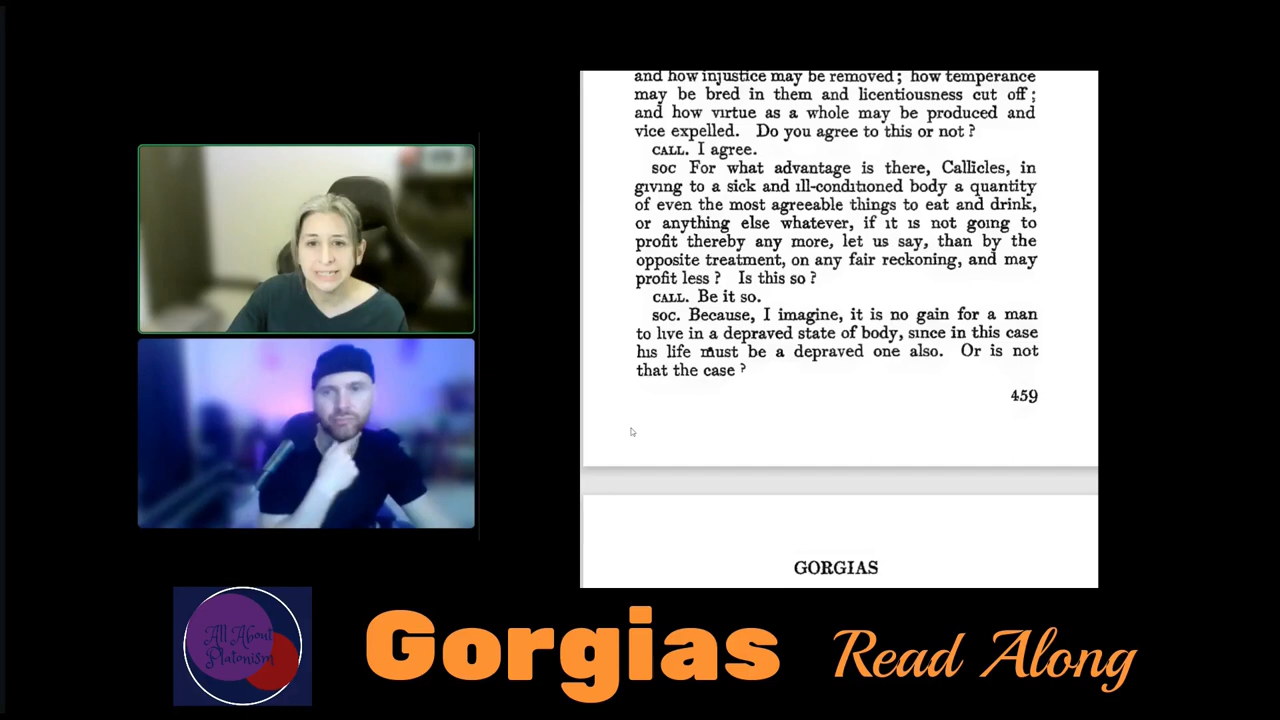 and how injustice may be removed; how temperance
may be bred in them and licentiousness cut off;
and how virtue as a whole may be produced and
vice expelled. Do you agree to this or not?
CALL. I agree.
SOC For what advantage is there, Callicles, in
giving to a sick and ill-conditioned body a quantity
of even the most agreeable things to eat and drink,
or anything else whatever, if it is not going to
profit thereby any more, let us say, than by the
opposite treatment, on any fair reckoning, and may
profit less? Is this so?
CALL. Be it so.
SOC. Because, I imagine, it is no gain for a man
to live in a depraved state of body, since in this case
his life must be a depraved one also. Or is not
that the case?
459
GORGIAS
All About
Platonism
Gorgias Read Along